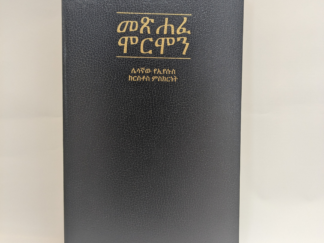 መጽሐፈ
ሞርሞን
ሌላኛው የኢየሱስ
ክርስቶስ ምስክርነት